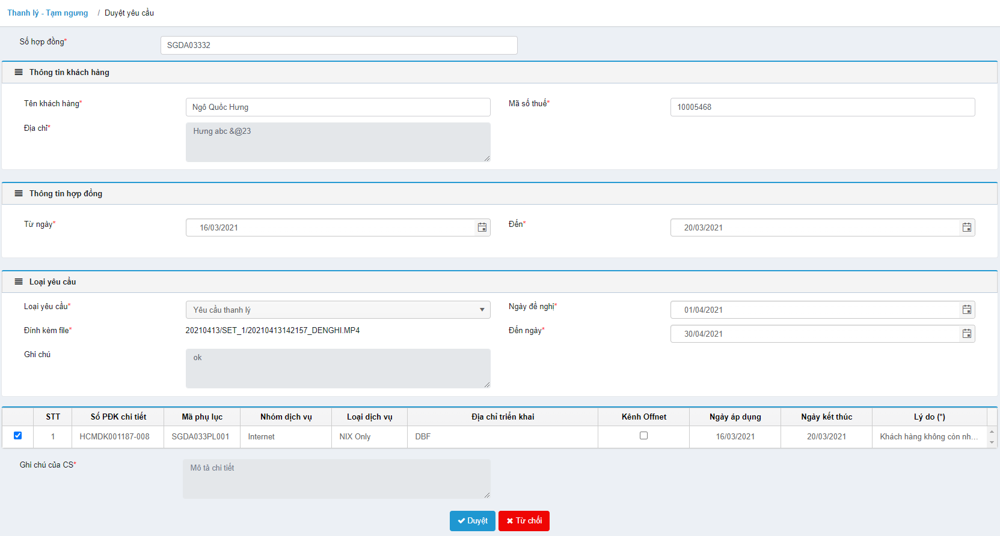 Thanh lý - Tạm ngưng / Duyệt yêu cầu
Số hợp đồng* SGDA03332
Thông tin khách hàng
Tên khách hàng* Ngô Quốc Hưng Mã số thuế* 10005468
Địa chỉ* Hưng abc &@23
Thông tin hợp đồng
Từ ngày* 16/03/2021 Đến* 20/03/2021
Loại yêu cầu
Loại yêu cầu* Yêu cầu thanh lý Ngày đề nghị* 01/04/2021
Đính kèm file* 20210413/SET_1/20210413142157_DENGHI.MP4 Đến ngày* 30/04/2021
Ghi chú ok
STT Số PĐK chi tiết Mã phụ lục Nhóm dịch vụ Loại dịch vụ Địa chỉ triển khai Kênh Offnet Ngày áp dụng Ngày kết thúc Lý do (*)
1 HCMDK001187-008 SGDA033PL001 Internet NIX Only DBF 16/03/2021 20/03/2021 Khách hàng không còn nh...
Ghi chú của CS* Mô tả chi tiết
Duyệt Từ chối